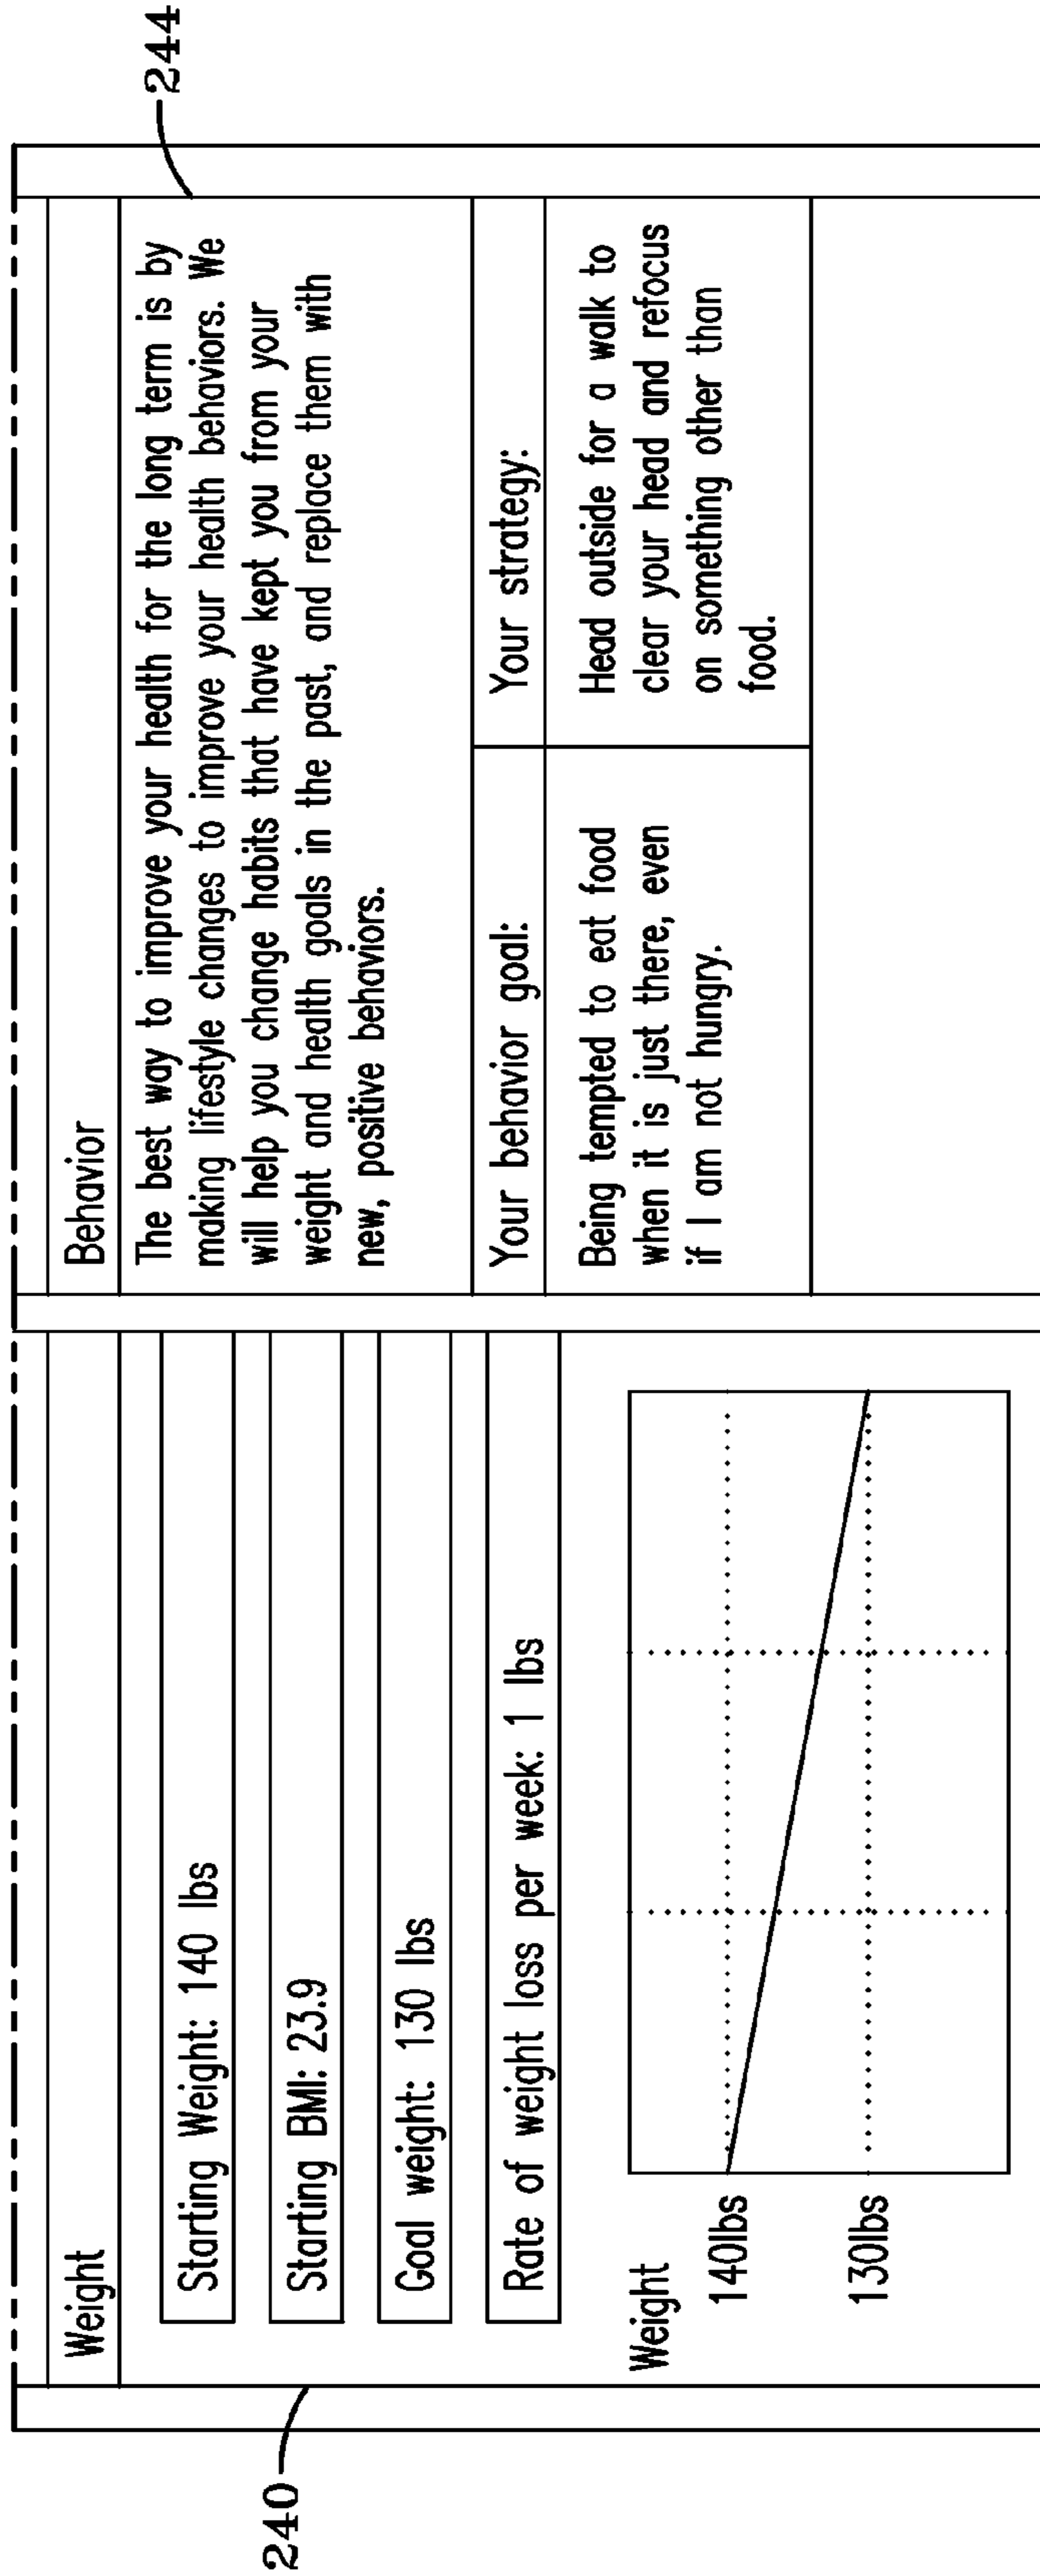 240
Weight
Starting Weight: 140 lbs
Starting BMI: 23.9
Goal weight: 130 lbs
Rate of weight loss per week: 1 lbs
Weight
140lbs
130lbs
244
Behavior
The best way to improve your health for the long term is by
making lifestyle changes to improve your health behaviors. We
will help you change habits that have kept you from your
weight and health goals in the past, and replace them with
new, positive behaviors.
Your behavior goal:
Being tempted to eat food
when it is just there, even
if I am not hungry.
Your strategy:
Head outside for a walk to
clear your head and refocus
on something other than
food.